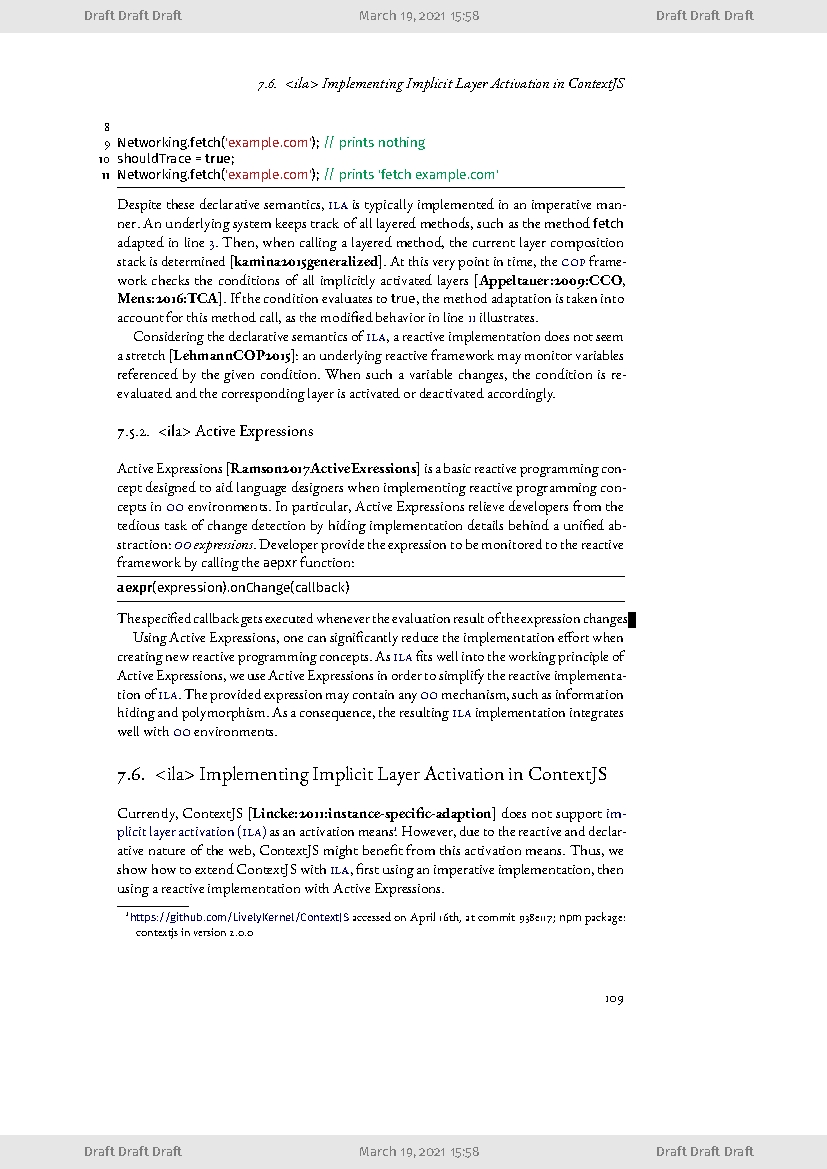 Draft Draft Draft March 19, 2021 15:58 Draft Draft Draft
7.6. <ila> Implementing Implicit Layer Activation in ContextJS
8
9 Networking.fetch('example.com'); // prints nothing
10 shouldTrace = true;
11 Networking.fetch('example.com'); // prints 'fetch example.com'
Despite these declarative semantics, ILA is typically implemented in an imperative man-
ner. An underlying system keeps track of all layered methods, such as the method fetch
adapted in line 3. Then, when calling a layered method, the current layer composition
stack is determined [kamina2015generalized]. At this very point in time, the COP frame-
work checks the conditions of all implicitly activated layers [Appeltauer:2009:CCO,
Mens:2016:TCA]. If the condition evaluates to true, the method adaptation is taken into
account for this method call, as the modified behavior in line 11 illustrates.
Considering the declarative semantics of ILA, a reactive implementation does not seem
a stretch [LehmannCOP2015]: an underlying reactive framework may monitor variables
referenced by the given condition. When such a variable changes, the condition is re-
evaluated and the corresponding layer is activated or deactivated accordingly.
7.5.2. <ila> Active Expressions
Active Expressions [Ramson2017ActiveExressions] is a basic reactive programming con-
cept designed to aid language designers when implementing reactive programming con-
cepts in OO environments. In particular, Active Expressions relieve developers from the
tedious task of change detection by hiding implementation details behind a unified ab-
straction: OO expressions. Developer provide the expression to be monitored to the reactive
framework by calling the aepxr function:
aexpr(expression).onChange(callback)
The specified callback gets executed whenever the evaluation result of the expression changes
Using Active Expressions, one can significantly reduce the implementation effort when
creating new reactive programming concepts. As ILA fits well into the working principle of
Active Expressions, we use Active Expressions in order to simplify the reactive implementa-
tion of ILA. The provided expression may contain any OO mechanism, such as information
hiding and polymorphism. As a consequence, the resulting ILA implementation integrates
well with OO environments.
7.6. <ila> Implementing Implicit Layer Activation in ContextJS
Currently, ContextJS [Lincke:2011:instance-specific-adaption] does not support im-
plicit layer activation (ILA) as an activation means¹. However, due to the reactive and declar-
ative nature of the web, ContextJS might benefit from this activation means. Thus, we
show how to extend ContextJS with ILA, first using an imperative implementation, then
using a reactive implementation with Active Expressions.
¹https://github.com/LivelyKernel/ContextJS accessed on April 16th, at commit 938e117; npm package:
contextjs in version 2.0.0
109
Draft Draft Draft March 19, 2021 15:58 Draft Draft Draft